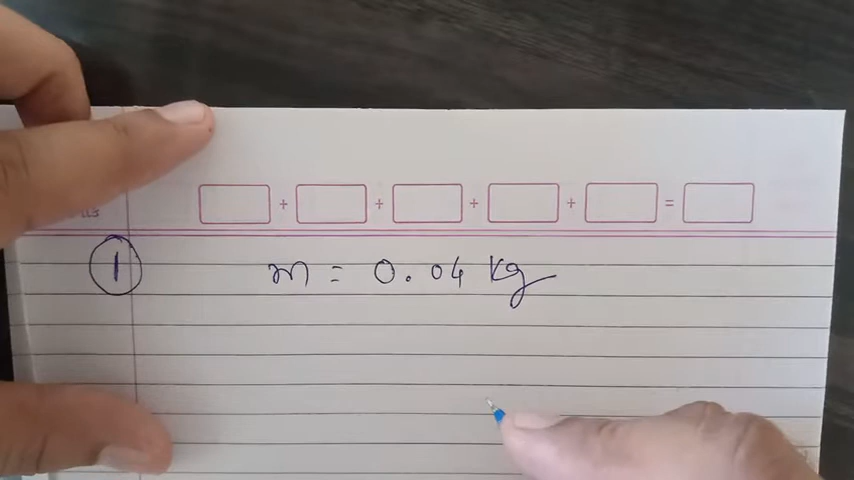 + + + + =
1 m = 0.04 kg